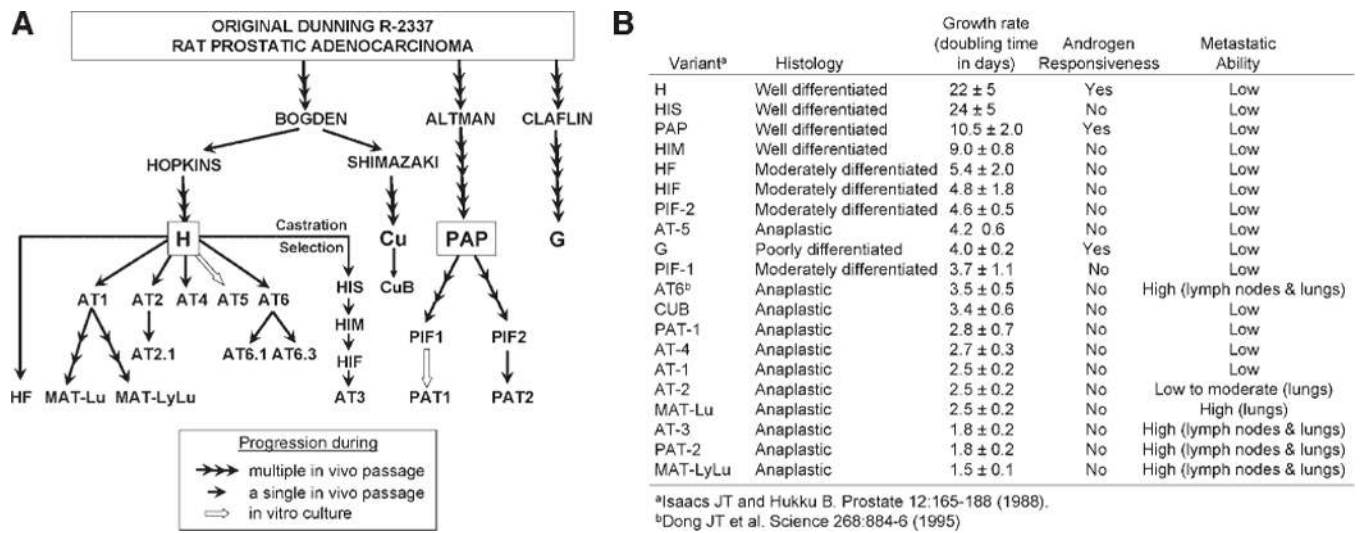 A
ORIGINAL DUNNING R-2337
RAT PROSTATIC ADENOCARCINOMA
BOGDEN
ALTMAN
CLAFLIN
HOPKINS
SHIMAZAKI
H
Castration
Selection
Cu
PAP
G
AT1
AT2
AT4
AT5
AT6
HIS
CuB
HIM
PIF1
PIF2
AT2.1
AT6.1
AT6.3
HIF
HF
MAT-Lu
MAT-LyLu
AT3
PAT1
PAT2
Progression during
multiple in vivo passage
a single in vivo passage
in vitro culture
B
Growth rate
(doubling time Androgen Metastatic
Variantª Histology in days) Responsiveness Ability
H Well differentiated 22 ± 5 Yes Low
HIS Well differentiated 24 ± 5 No Low
PAP Well differentiated 10.5 ± 2.0 Yes Low
HIM Well differentiated 9.0 ± 0.8 No Low
HF Moderately differentiated 5.4 ± 2.0 No Low
HIF Moderately differentiated 4.8 ± 1.8 No Low
PIF-2 Moderately differentiated 4.6 ± 0.5 No Low
AT-5 Anaplastic 4.2 0.6 No Low
G Poorly differentiated 4.0 ± 0.2 Yes Low
PIF-1 Moderately differentiated 3.7 ± 1.1 No Low
AT6ᵇ Anaplastic 3.5 ± 0.5 No High (lymph nodes & lungs)
CUB Anaplastic 3.4 ± 0.6 No Low
PAT-1 Anaplastic 2.8 ± 0.7 No Low
AT-4 Anaplastic 2.7 ± 0.3 No Low
AT-1 Anaplastic 2.5 ± 0.2 No Low
AT-2 Anaplastic 2.5 ± 0.2 No Low to moderate (lungs)
MAT-Lu Anaplastic 2.5 ± 0.2 No High (lungs)
AT-3 Anaplastic 1.8 ± 0.2 No High (lymph nodes & lungs)
PAT-2 Anaplastic 1.8 ± 0.2 No High (lymph nodes & lungs)
MAT-LyLu Anaplastic 1.5 ± 0.1 No High (lymph nodes & lungs)
ªIsaacs JT and Hukku B. Prostate 12:165-188 (1988).
ᵇDong JT et al. Science 268:884-6 (1995)